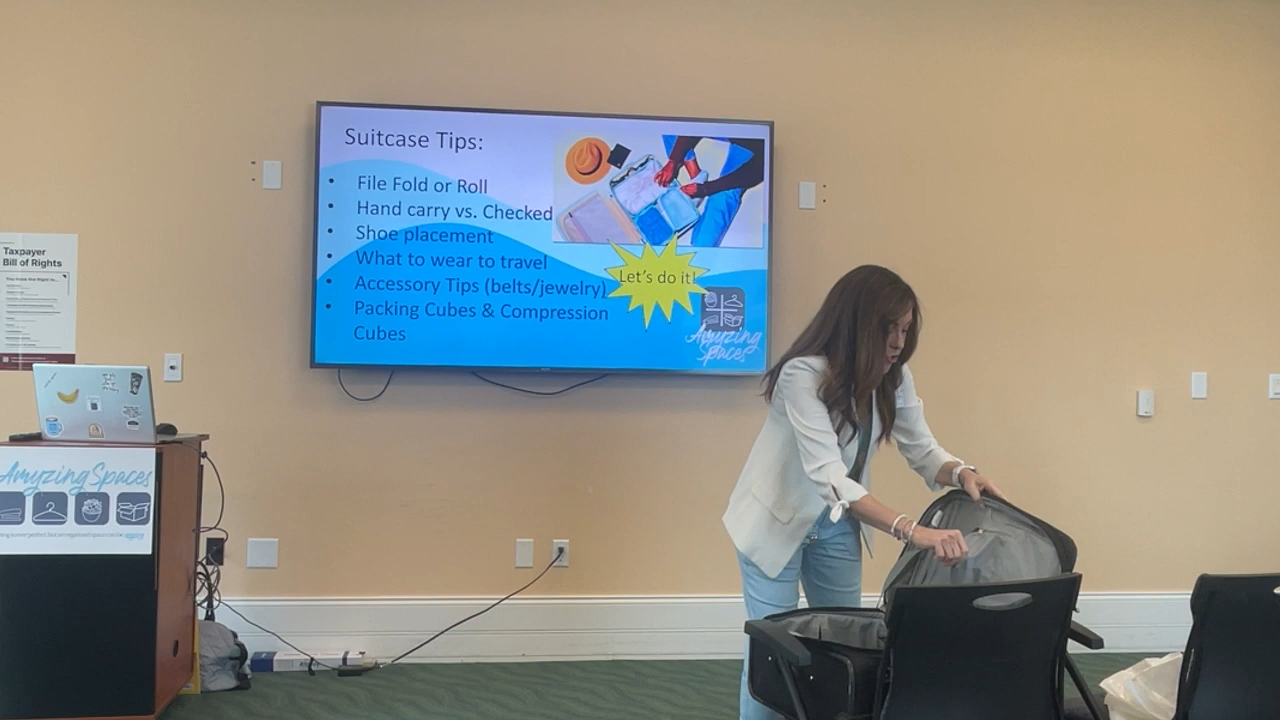 Suitcase Tips:
• File Fold or Roll
• Hand carry vs. Checked
• Shoe placement
• What to wear to travel
• Accessory Tips (belts/jewelry)
• Packing Cubes & Compression
Cubes
Let's do it!
Amyzing
Spaces
Taxpayer
Bill of Rights
Amyzing Spaces